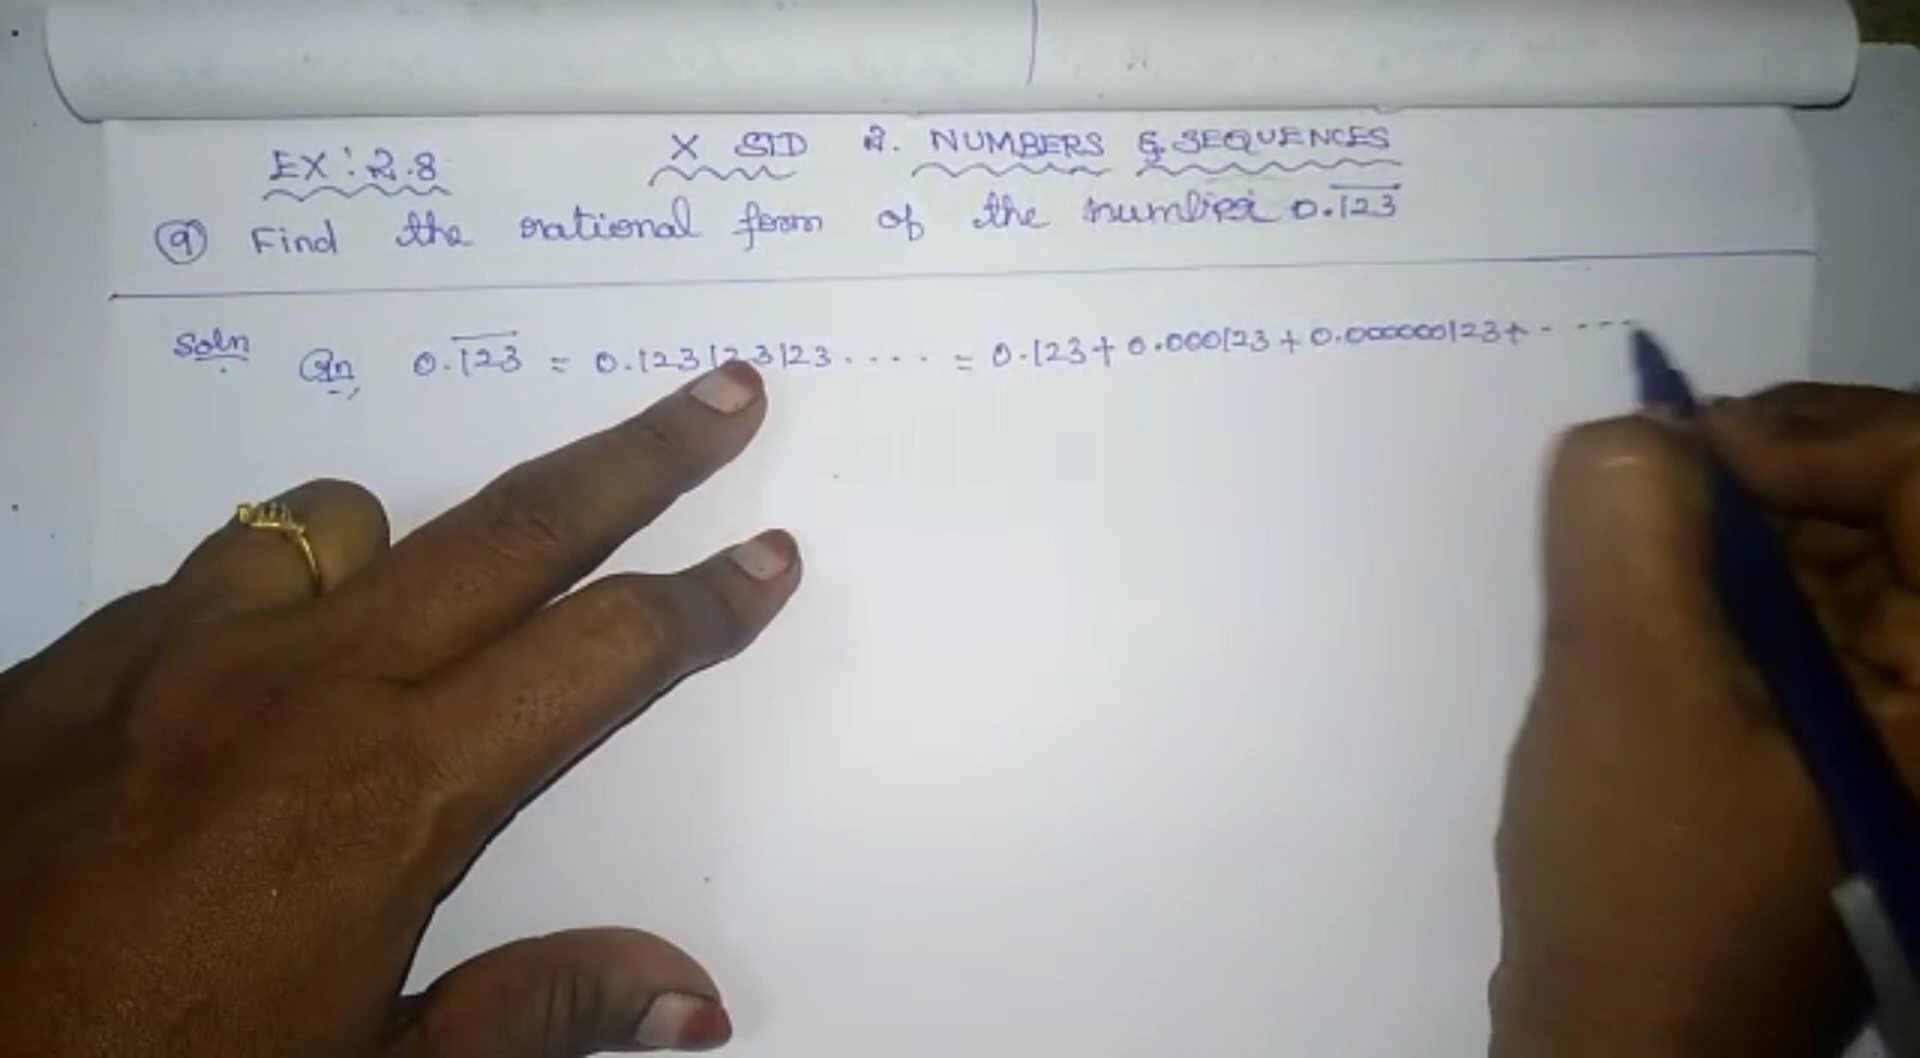 EX: 2.8
X STD 2. NUMBERS & SEQUENCES
9 Find the rational form of the number 0.1̅2̅3̅
Soln
Gn 0.1̅2̅3̅ = 0.123123123.... = 0.123+0.000123+0.000000123+-----